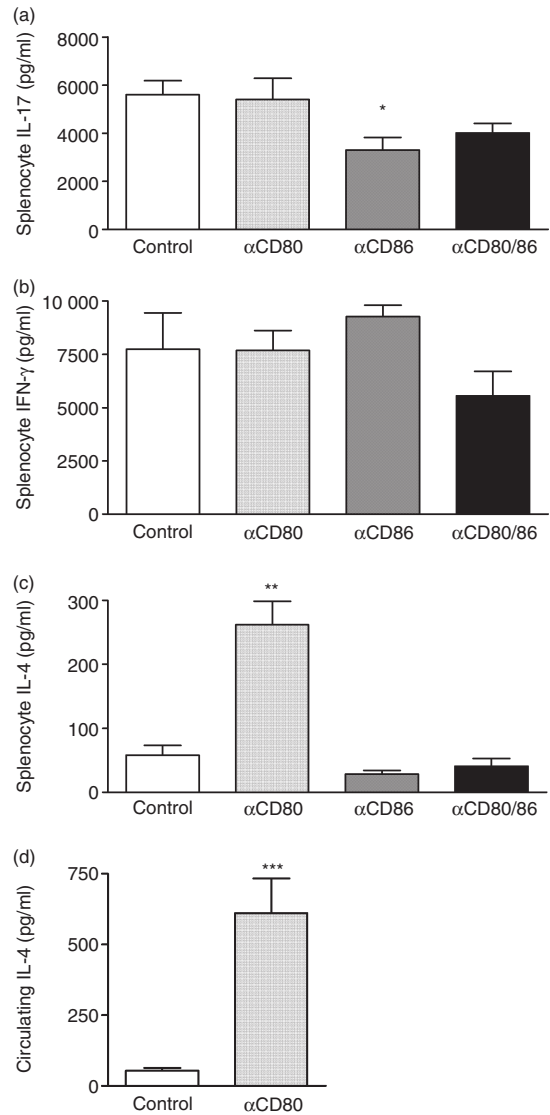 (a)
Splenocyte IL-17 (pg/ml)
8000
6000
4000
2000
0
*
Control αCD80 αCD86 αCD80/86
(b)
Splenocyte IFN-γ (pg/ml)
10 000
7500
5000
2500
0
Control αCD80 αCD86 αCD80/86
(c)
Splenocyte IL-4 (pg/ml)
300
200
100
0
**
Control αCD80 αCD86 αCD80/86
(d)
Circulating IL-4 (pg/ml)
750
500
250
0
***
Control αCD80